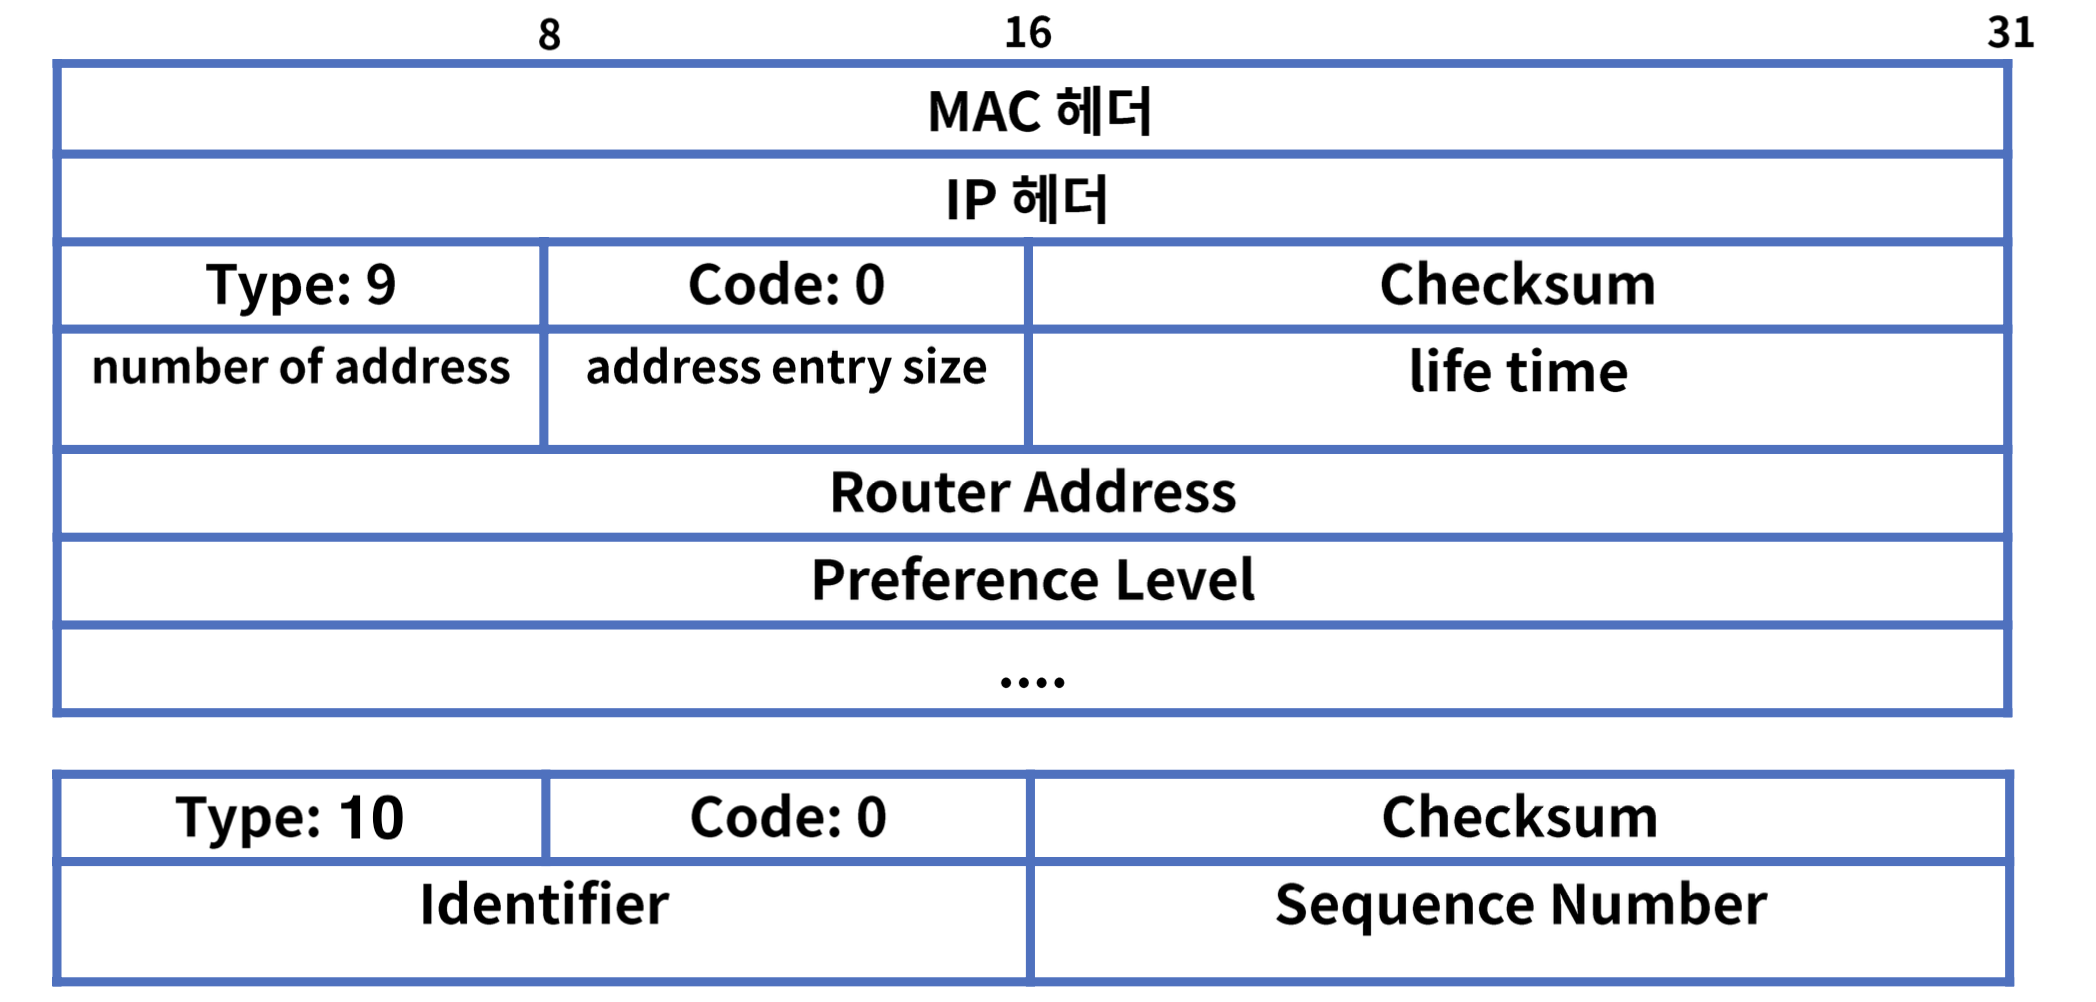 8 16 31
MAC 헤더
IP 헤더
Type: 9 Code: 0 Checksum
number of address address entry size life time
Router Address
Preference Level
....
Type: 10 Code: 0 Checksum
Identifier Sequence Number